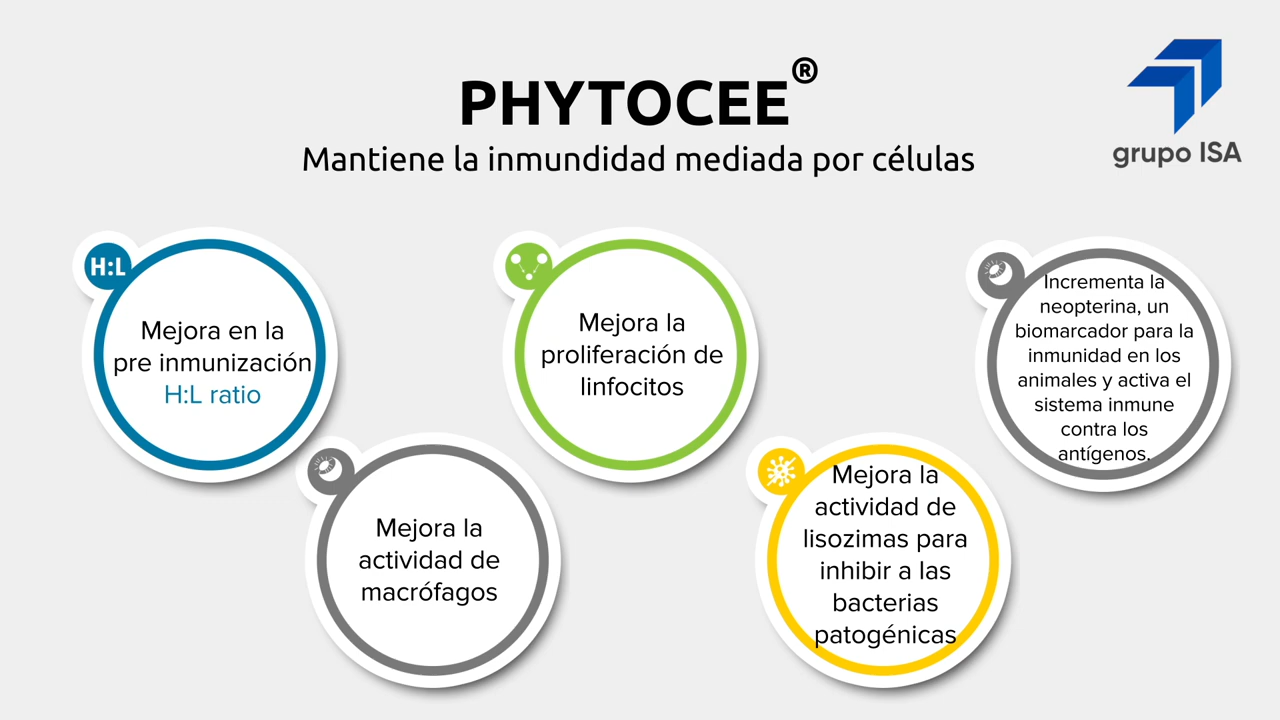 PHYTOCEE®
Mantiene la inmundidad mediada por células
grupo ISA
H:L
Mejora en la
pre inmunización
H:L ratio
Mejora la
actividad de
macrófagos
Mejora la
proliferación de
linfocitos
Mejora la
actividad de
lisozimas para
inhibir a las
bacterias
patogénicas
Incrementa la
neopterina, un
biomarcador para la
inmunidad en los
animales y activa el
sistema inmune
contra los
antígenos.